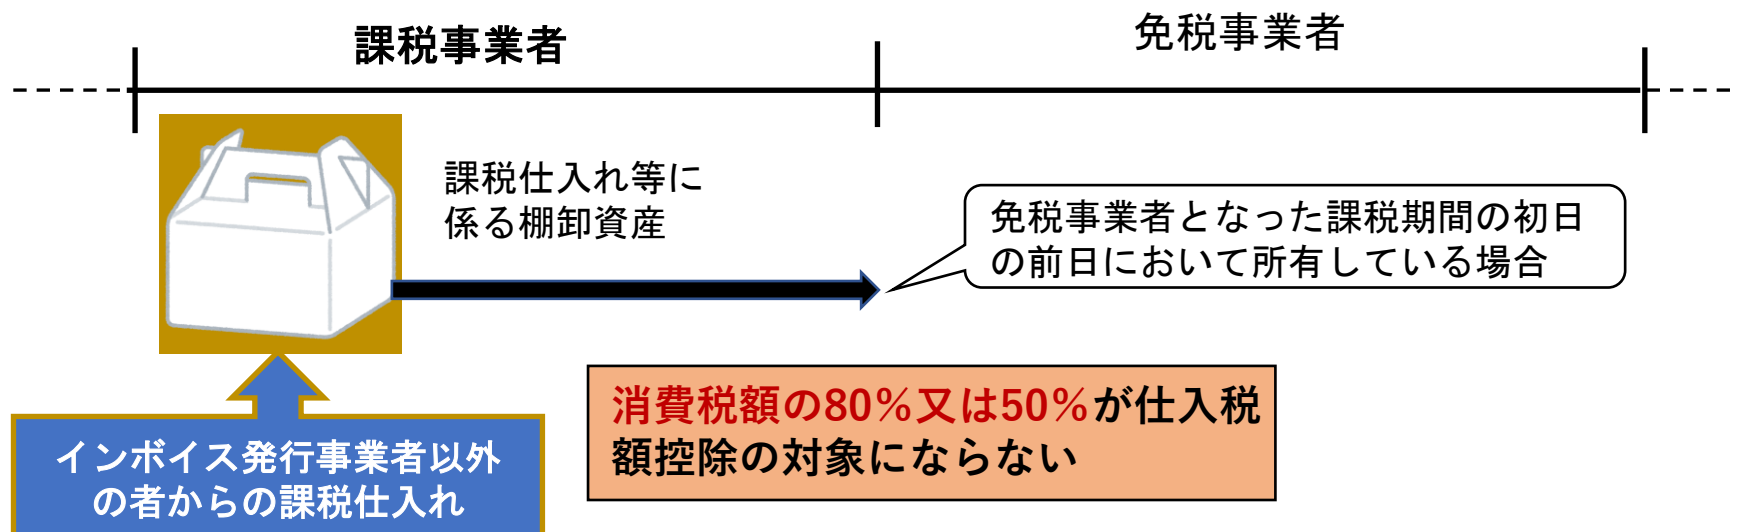 課税事業者
免税事業者
課税仕入れ等に
係る棚卸資産
免税事業者となった課税期間の初日
の前日において所有している場合
消費税額の80％又は50％が仕入税
額控除の対象にならない
インボイス発行事業者以外
の者からの課税仕入れ